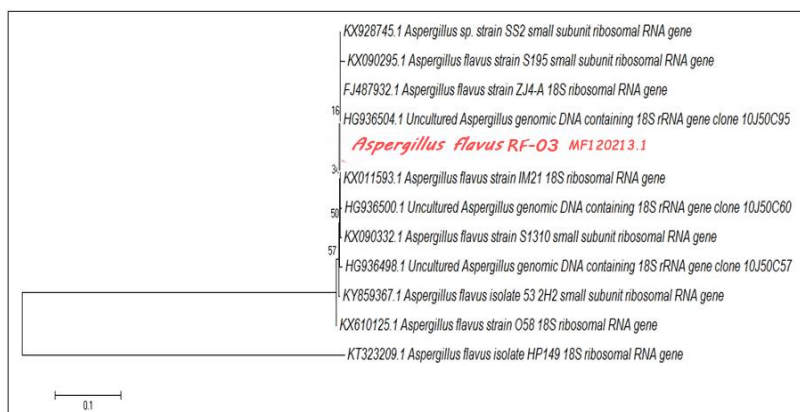 KX928745.1 Aspergillus sp. strain SS2 small subunit ribosomal RNA gene
KX090295.1 Aspergillus flavus strain S195 small subunit ribosomal RNA gene
FJ487932.1 Aspergillus flavus strain ZJ4-A 18S ribosomal RNA gene
16
HG936504.1 Uncultured Aspergillus genomic DNA containing 18S rRNA gene clone 10J50C95
Aspergillus flavus RF-03 MF120213.1
3
KX011593.1 Aspergillus flavus strain IM21 18S ribosomal RNA gene
HG936500.1 Uncultured Aspergillus genomic DNA containing 18S rRNA gene clone 10J50C60
50
KX090332.1 Aspergillus flavus strain S1310 small subunit ribosomal RNA gene
57
HG936498.1 Uncultured Aspergillus genomic DNA containing 18S rRNA gene clone 10J50C57
KY859367.1 Aspergillus flavus isolate 53 2H2 small subunit ribosomal RNA gene
KX610125.1 Aspergillus flavus strain O58 18S ribosomal RNA gene
KT323209.1 Aspergillus flavus isolate HP149 18S ribosomal RNA gene
0.1